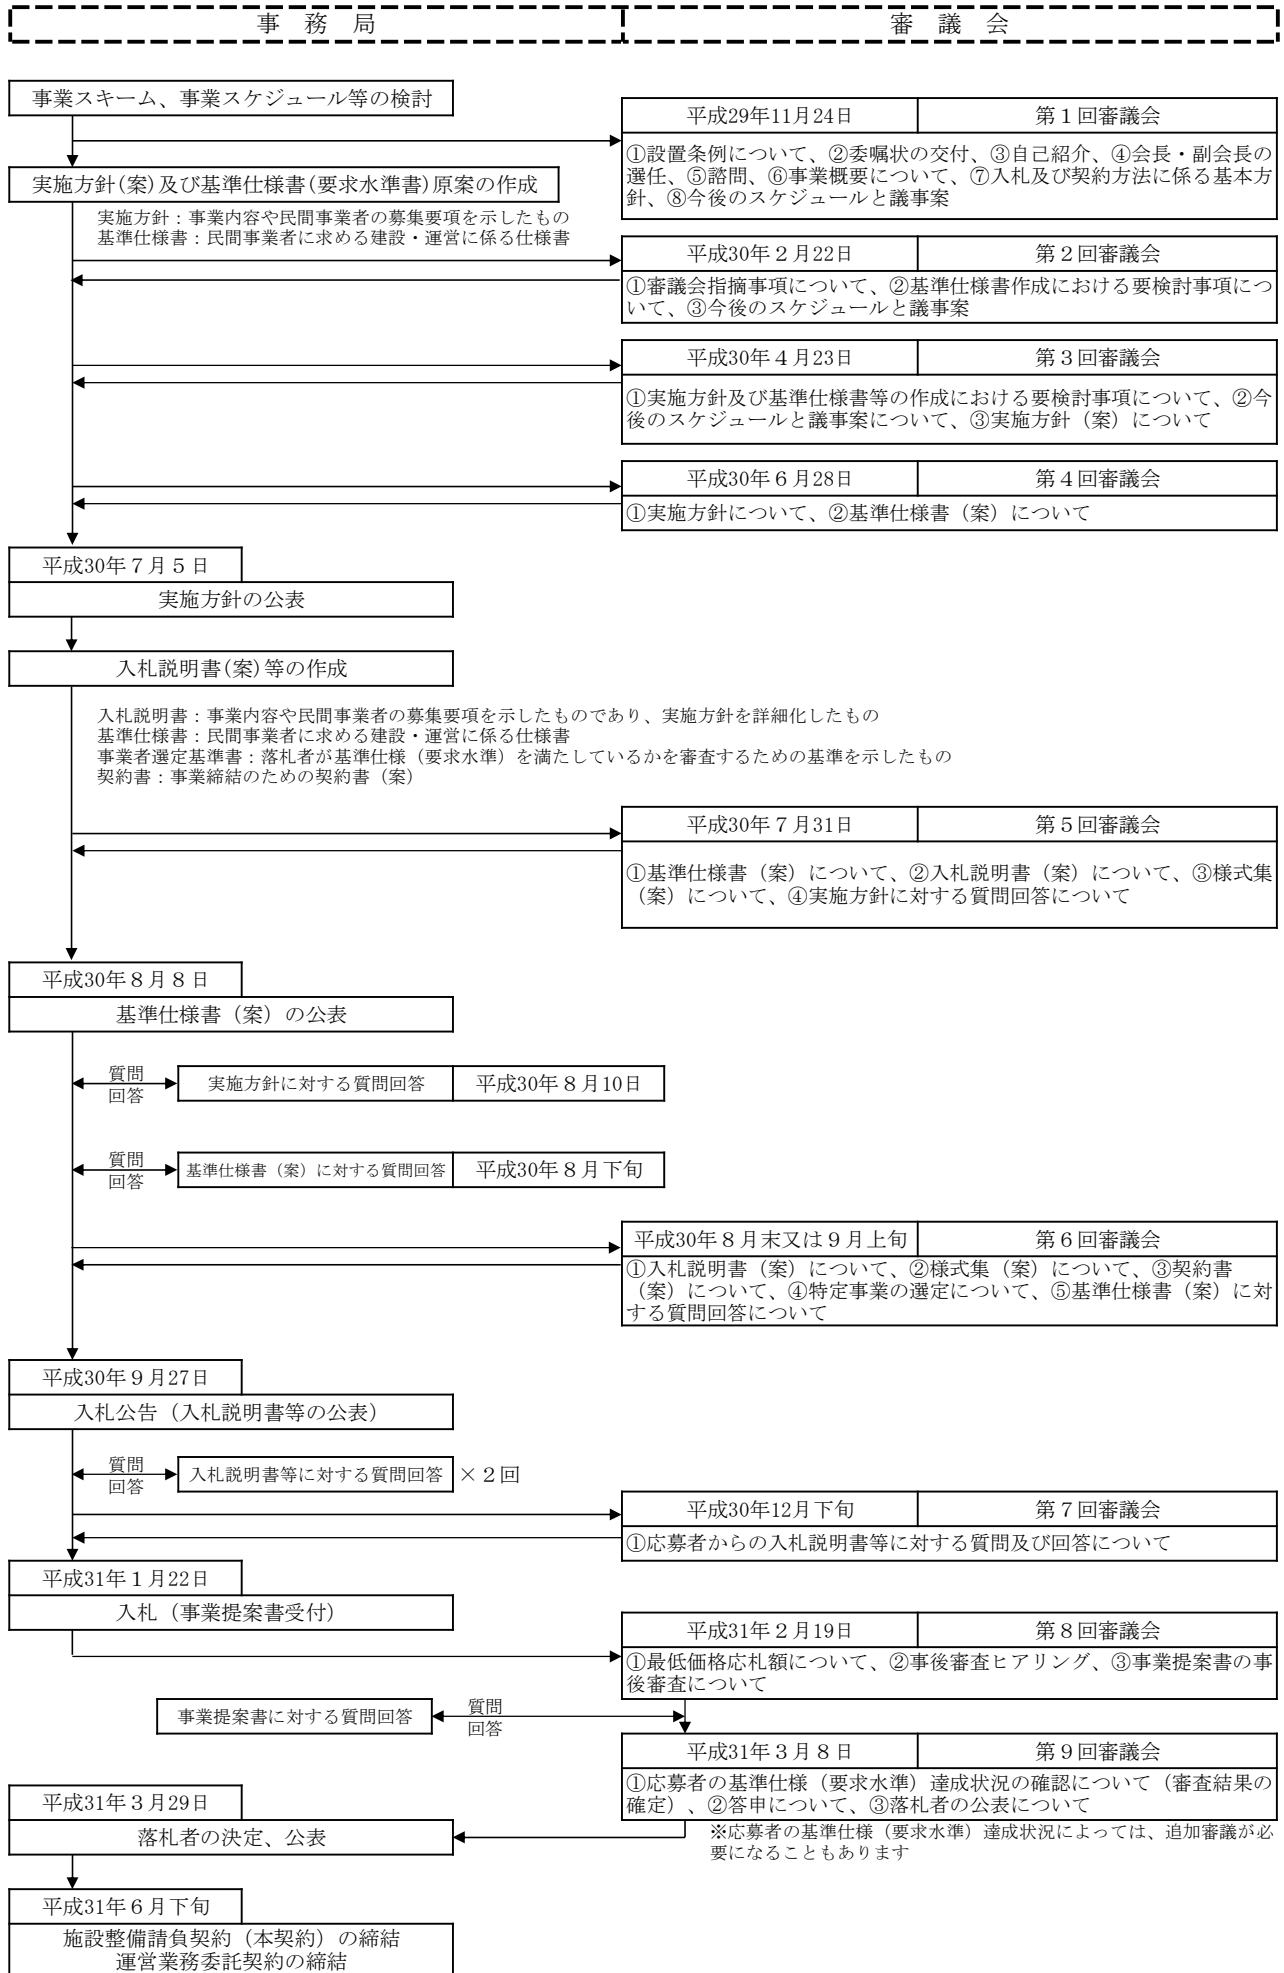 事　務　局
審　議　会
事業スキーム、事業スケジュール等の検討
平成29年11月24日
第１回審議会
①設置条例について、②委嘱状の交付、③自己紹介、④会長・副会長の
選任、⑤諮問、⑥事業概要について、⑦入札及び契約方法に係る基本方
針、⑧今後のスケジュールと議事案
実施方針(案)及び基準仕様書(要求水準書)原案の作成
実施方針：事業内容や民間事業者の募集要項を示したもの
基準仕様書：民間事業者に求める建設・運営に係る仕様書
平成30年２月22日
第２回審議会
①審議会指摘事項について、②基準仕様書作成における要検討事項につ
いて、③今後のスケジュールと議事案
平成30年４月23日
第３回審議会
①実施方針及び基準仕様書等の作成における要検討事項について、②今
後のスケジュールと議事案について、③実施方針（案）について
平成30年６月28日
第４回審議会
①実施方針について、②基準仕様書（案）について
平成30年７月５日
実施方針の公表
入札説明書(案)等の作成
入札説明書：事業内容や民間事業者の募集要項を示したものであり、実施方針を詳細化したもの
基準仕様書：民間事業者に求める建設・運営に係る仕様書
事業者選定基準書：落札者が基準仕様（要求水準）を満たしているかを審査するための基準を示したもの
契約書：事業締結のための契約書（案）
平成30年７月31日
第５回審議会
①基準仕様書（案）について、②入札説明書（案）について、③様式集
（案）について、④実施方針に対する質問回答について
平成30年８月８日
基準仕様書（案）の公表
質問
回答
実施方針に対する質問回答
平成30年８月10日
質問
回答
基準仕様書（案）に対する質問回答
平成30年８月下旬
平成30年８月末又は９月上旬
第６回審議会
①入札説明書（案）について、②様式集（案）について、③契約書
（案）について、④特定事業の選定について、⑤基準仕様書（案）に対
する質問回答について
平成30年９月27日
入札公告（入札説明書等の公表）
質問
回答
入札説明書等に対する質問回答
×２回
平成30年12月下旬
第７回審議会
①応募者からの入札説明書等に対する質問及び回答について
平成31年１月22日
入札（事業提案書受付）
平成31年２月19日
第８回審議会
①最低価格応札額について、②事後審査ヒアリング、③事業提案書の事
後審査について
事業提案書に対する質問回答
質問
回答
平成31年３月８日
第９回審議会
①応募者の基準仕様（要求水準）達成状況の確認について（審査結果の
確定）、②答申について、③落札者の公表について
※応募者の基準仕様（要求水準）達成状況によっては、追加審議が必
要になることもあります
平成31年３月29日
落札者の決定、公表
平成31年６月下旬
施設整備請負契約（本契約）の締結
運営業務委託契約の締結